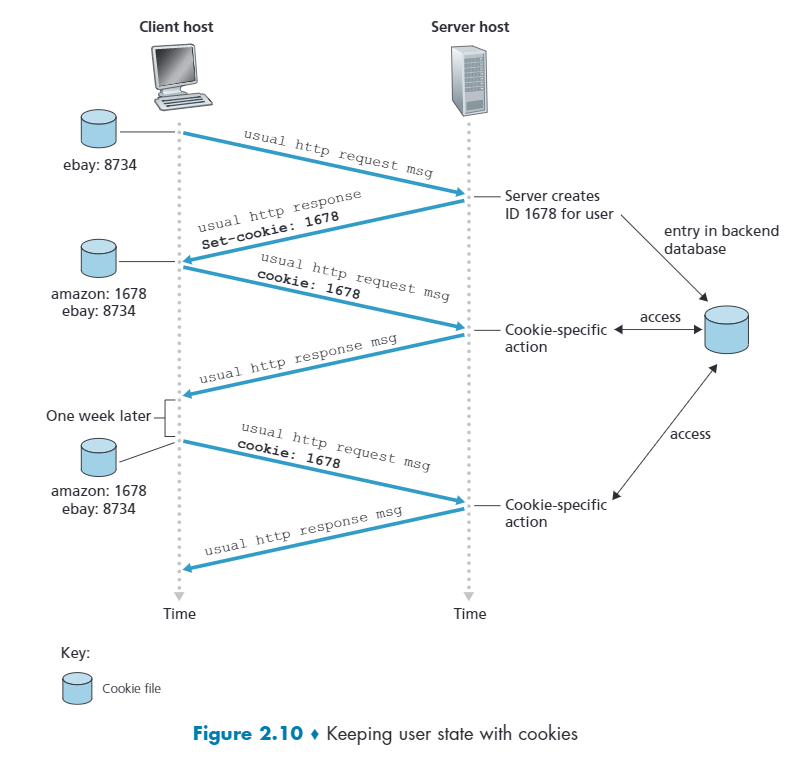 Client host
Server host
ebay: 8734
usual http request msg
Server creates
ID 1678 for user
entry in backend
database
usual http response
Set-cookie: 1678
amazon: 1678
ebay: 8734
usual http request msg
cookie: 1678
Cookie-specific
action
access
usual http response msg
One week later
amazon: 1678
ebay: 8734
usual http request msg
cookie: 1678
access
Cookie-specific
action
usual http response msg
Time
Time
Key:
Cookie file
Figure 2.10 ♦ Keeping user state with cookies